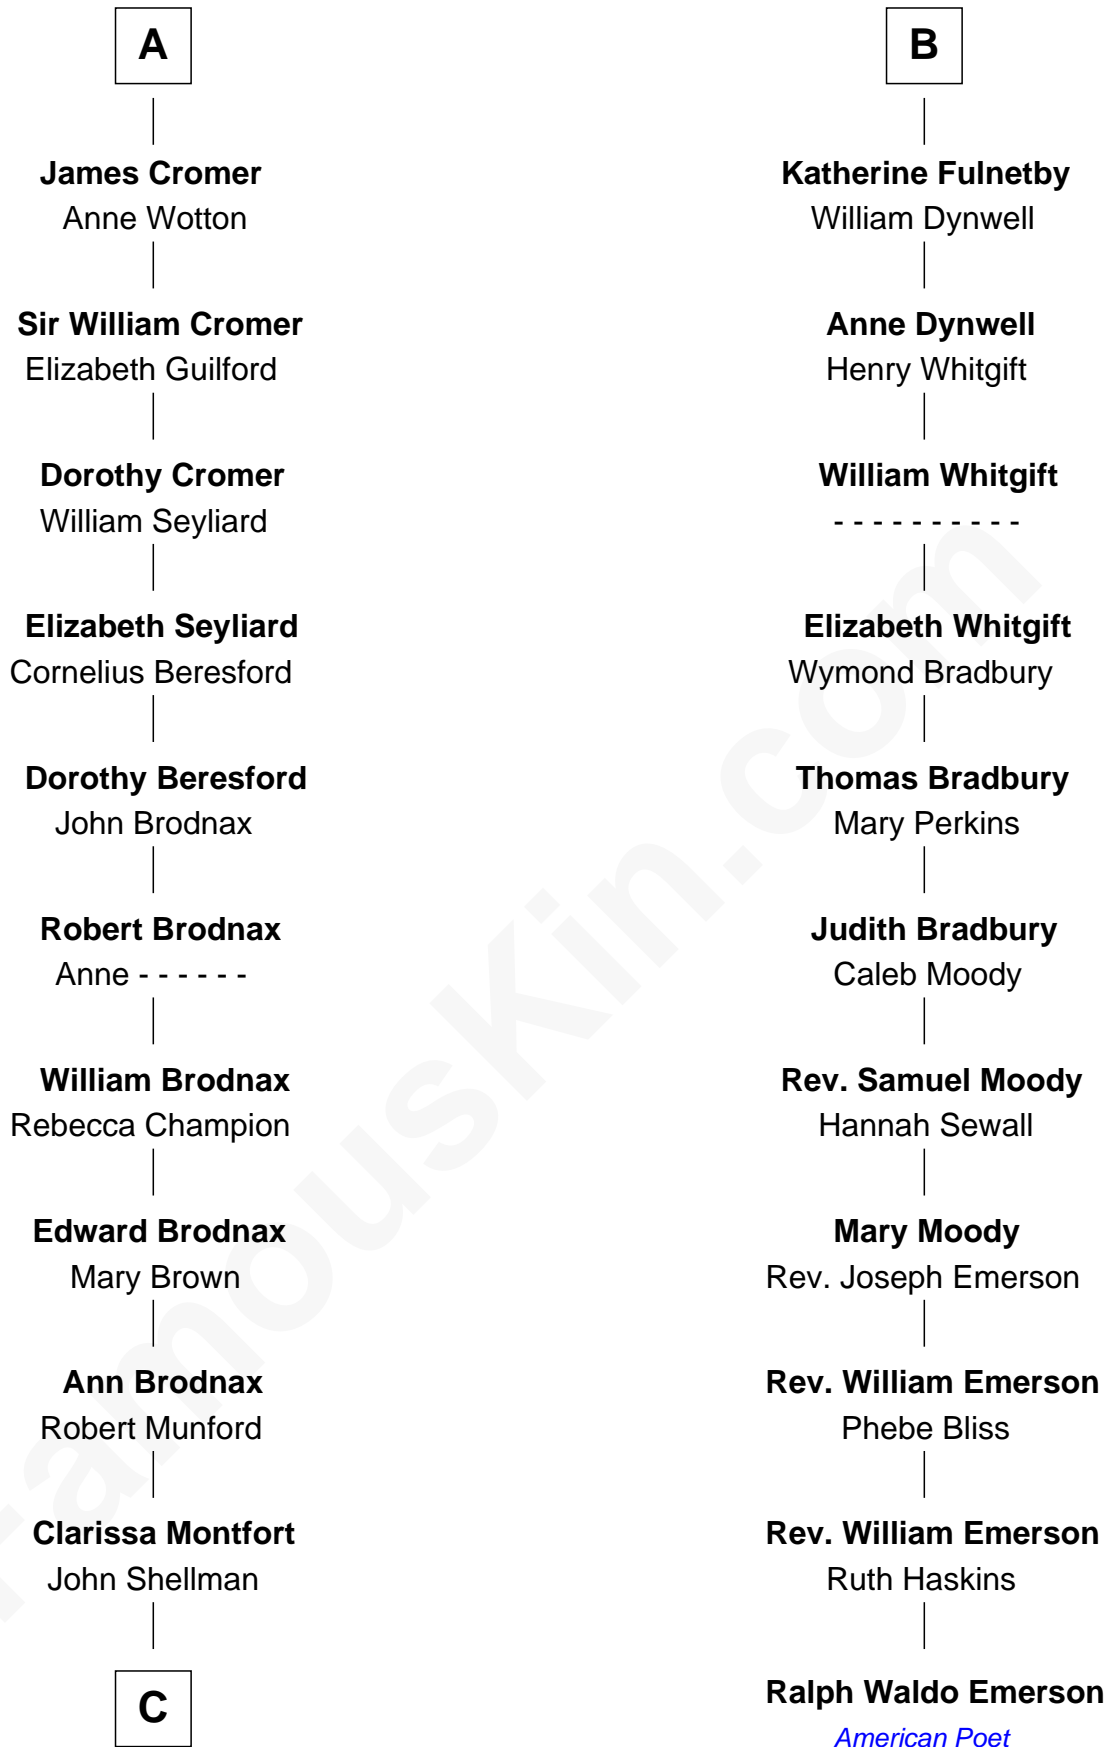 A
James Cromer
Anne Wotton
Sir William Cromer
Elizabeth Guilford
Dorothy Cromer
William Seyliard
Elizabeth Seyliard
Cornelius Beresford
Dorothy Beresford
John Brodnax
Robert Brodnax
Anne - - - - - -
William Brodnax
Rebecca Champion
Edward Brodnax
Mary Brown
Ann Brodnax
Robert Munford
Clarissa Montfort
John Shellman
C
B
Katherine Fulnetby
William Dynwell
Anne Dynwell
Henry Whitgift
William Whitgift
- - - - - - - - - -
Elizabeth Whitgift
Wymond Bradbury
Thomas Bradbury
Mary Perkins
Judith Bradbury
Caleb Moody
Rev. Samuel Moody
Hannah Sewall
Mary Moody
Rev. Joseph Emerson
Rev. William Emerson
Phebe Bliss
Rev. William Emerson
Ruth Haskins
Ralph Waldo Emerson
American Poet
FamousKin.com